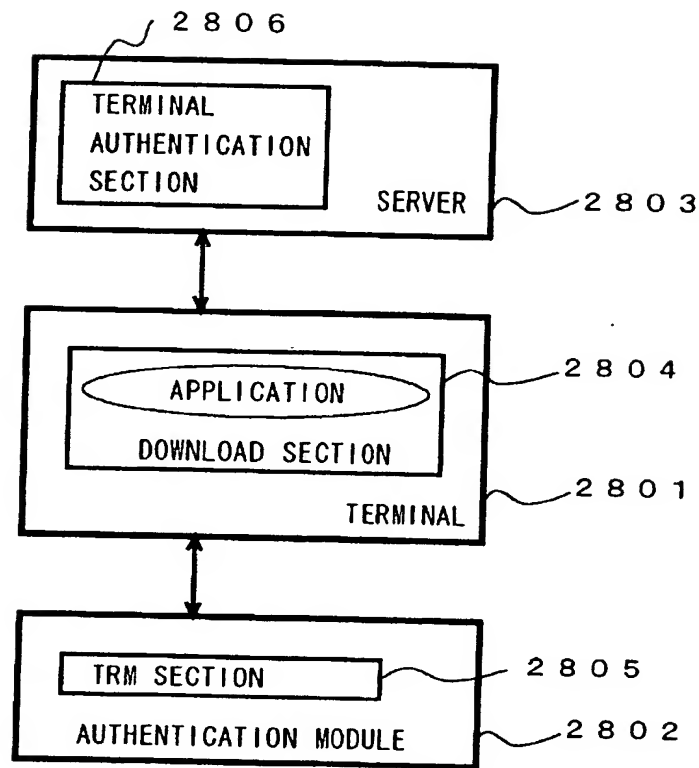 2806
TERMINAL
AUTHENTICATION
SECTION
SERVER
2803
APPLICATION
2804
DOWNLOAD SECTION
2801
TERMINAL
TRM SECTION
2805
AUTHENTICATION MODULE
2802